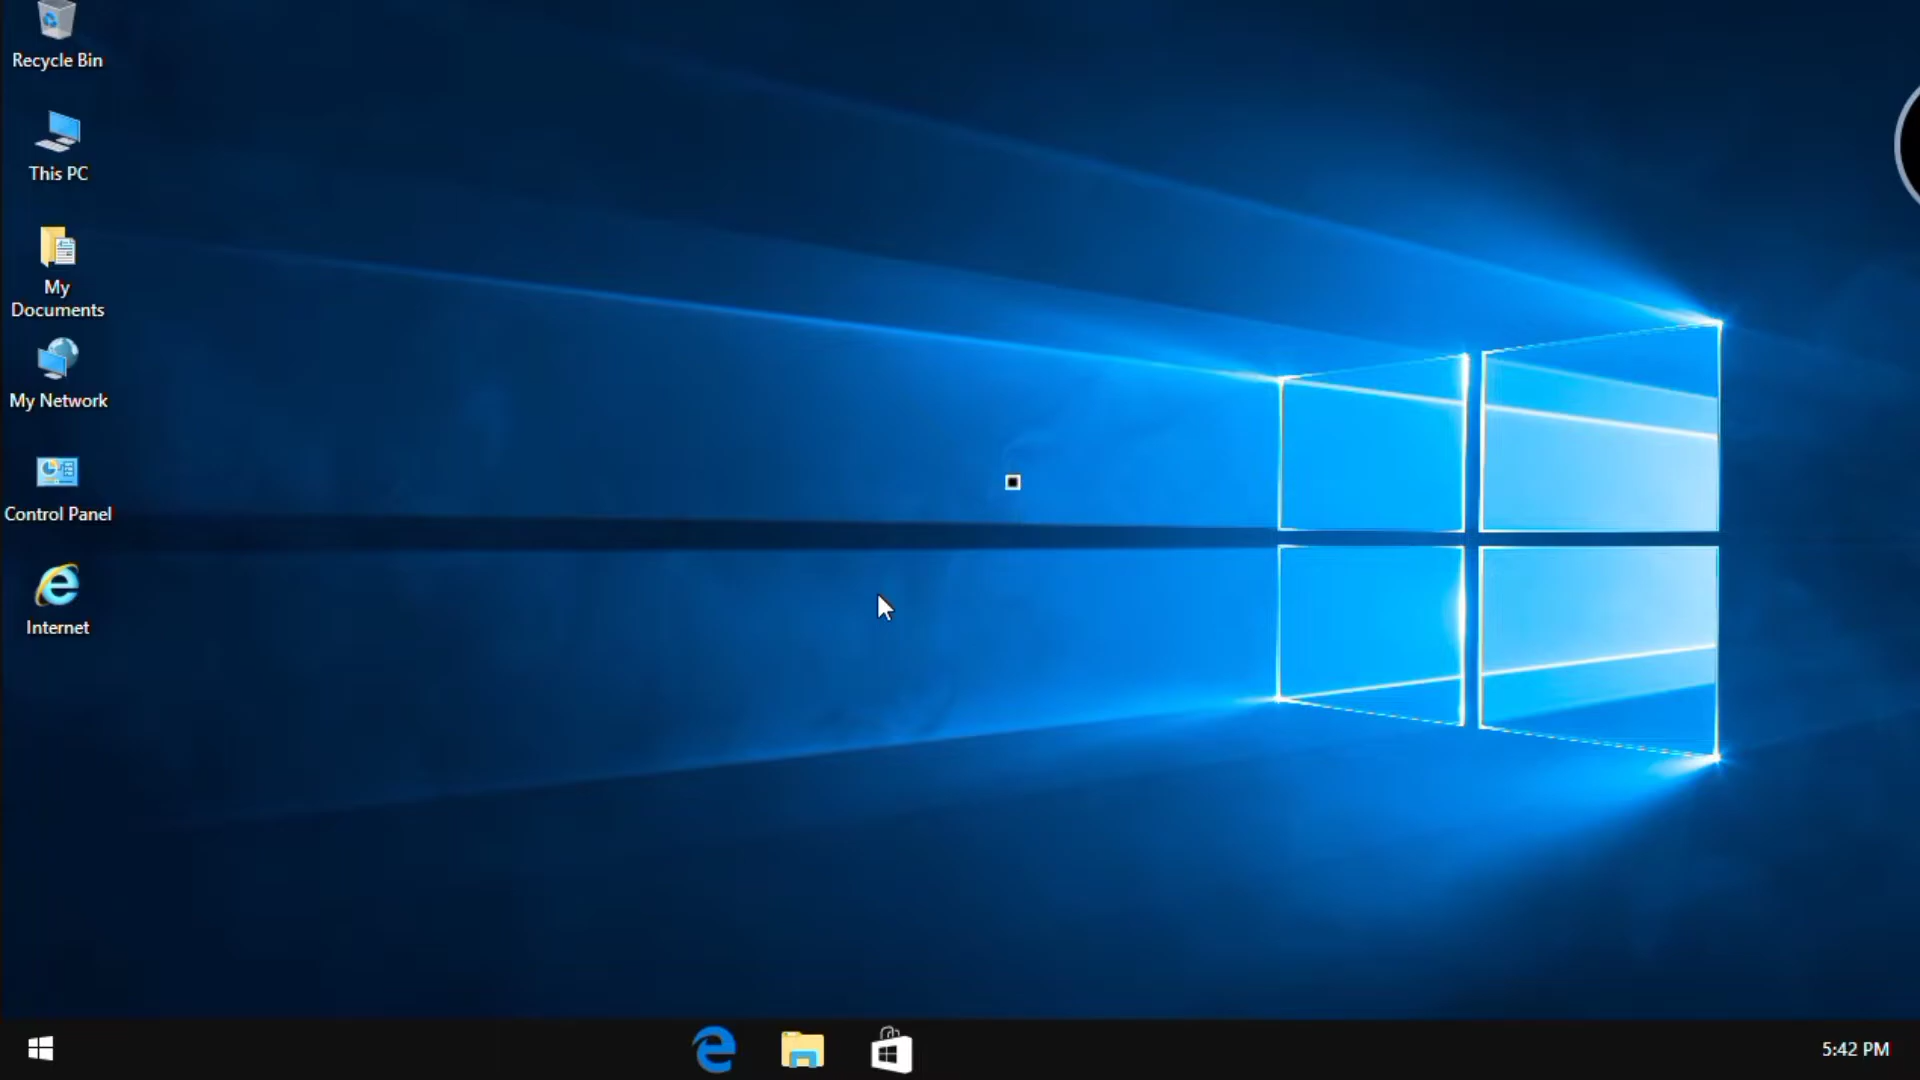 Recycle Bin
This PC
My
Documents
My Network
Control Panel
Internet
5:42 PM